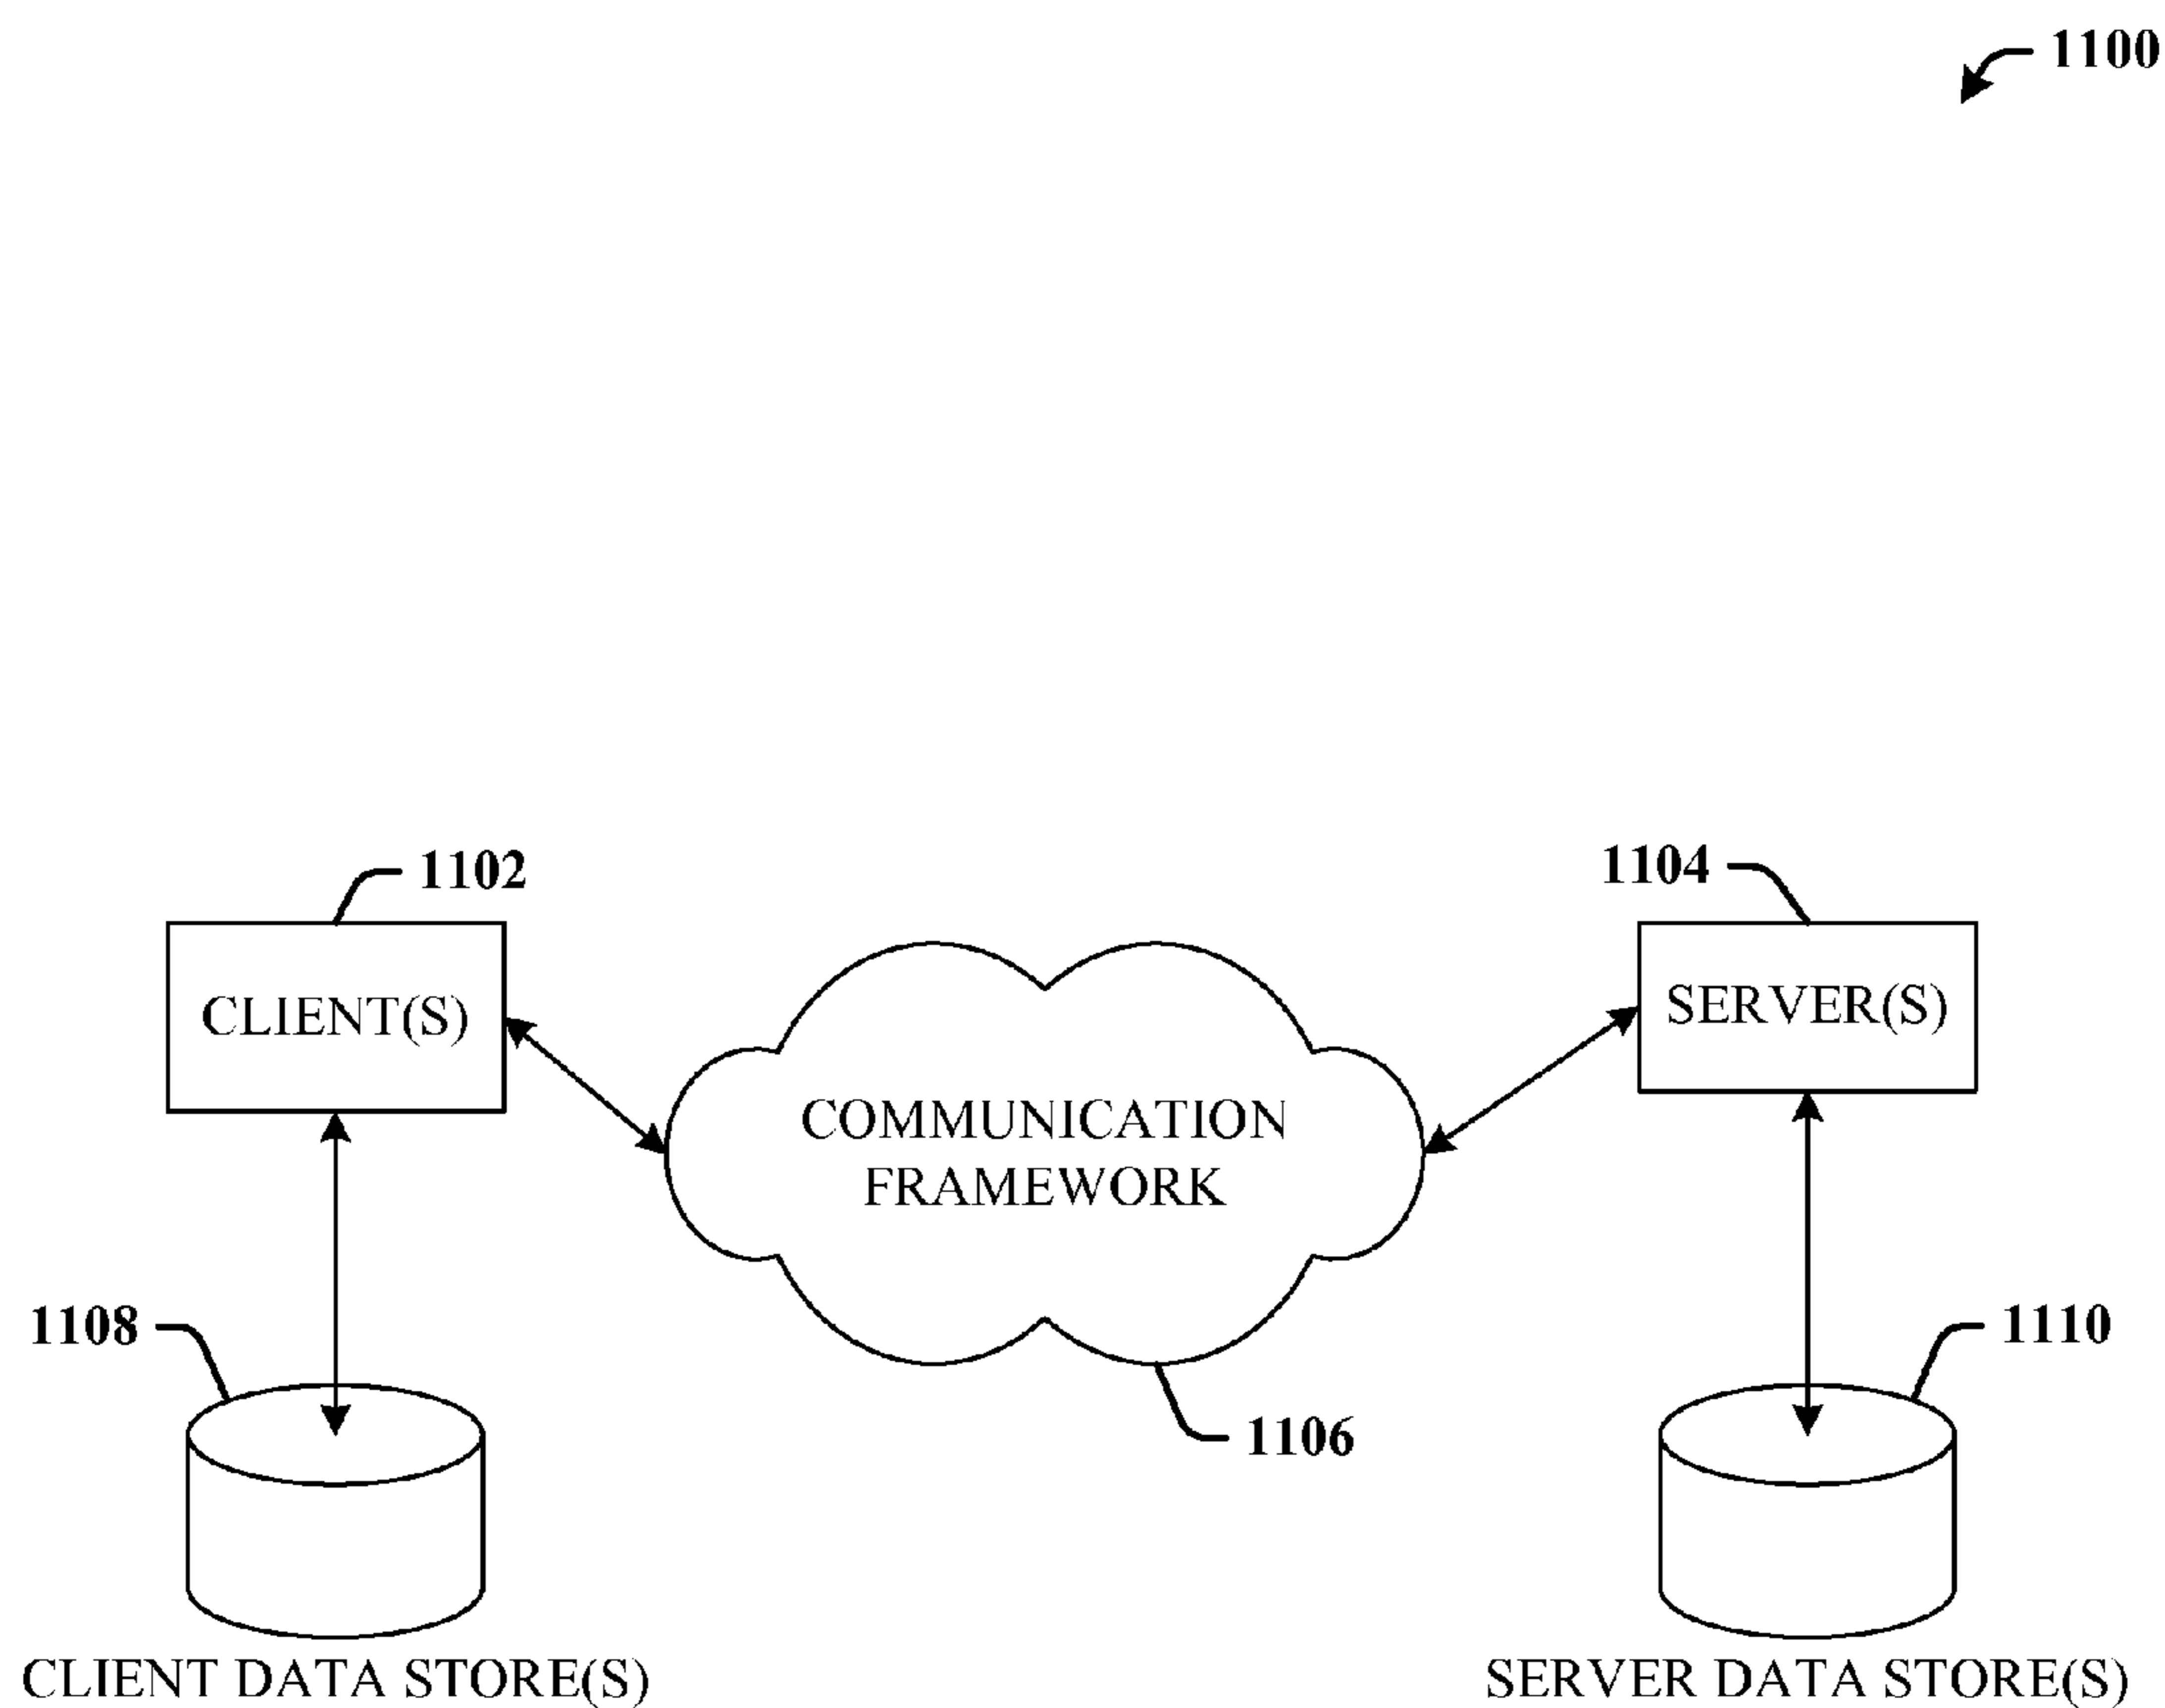 1100
1102
1104
CLIENT(S)
SERVER(S)
COMMUNICATION
FRAMEWORK
1108
1110
1106
CLIENT DATA STORE(S)
SERVER DATA STORE(S)